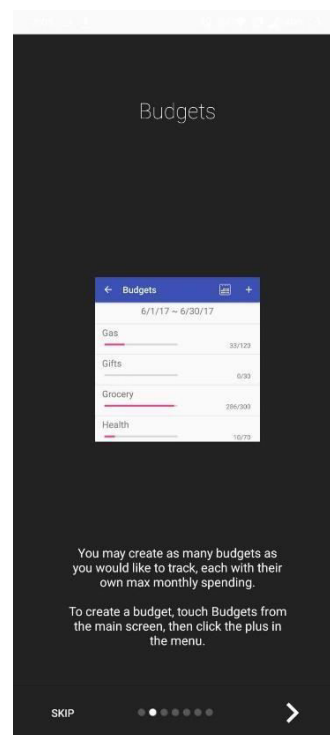 Budgets
Budgets
6/1/17 ~ 6/30/17
Gas
33/123
Gifts
0/30
Grocery
286/300
Health
10/70
You may create as many budgets as
you would like to track, each with their
own max monthly spending.
To create a budget, touch Budgets from
the main screen, then click the plus in
the menu.
SKIP